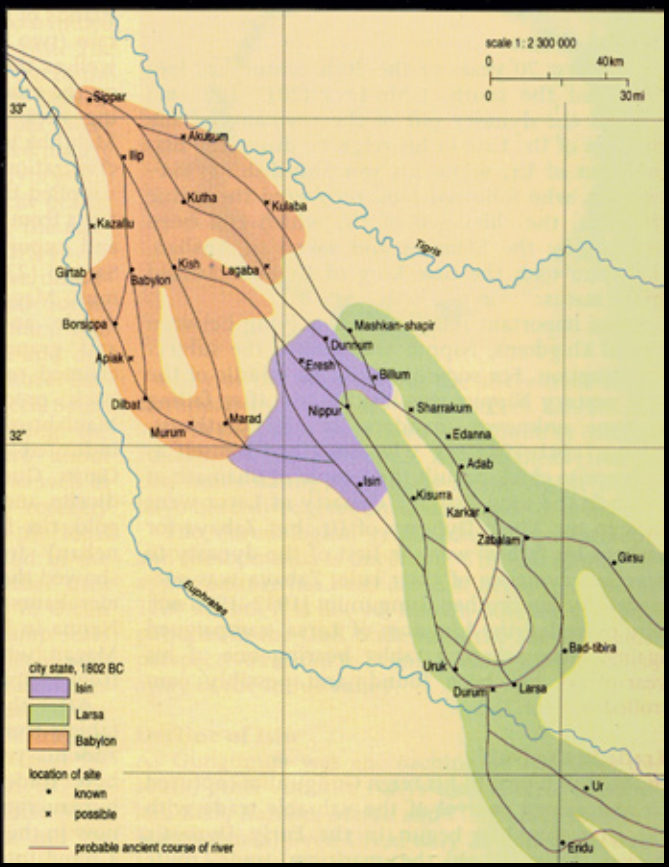 scale 1: 2 300 000
0 40 km
0 30 mi
33°
Sippar
Akusum
Ilip
Kutha
Kulaba
Kazallu
Tigris
Kish
Lagaba
Girtab
Babylon
Borsippa
Mashkan-shapir
Dunnum
Apiak
Eresh
Billum
Dilbat
Nippur
Sharrakum
Marad
Murum
Edanna
32°
Adab
Isin
Kisurra
Karkar
Zabalam
Girsu
Euphrates
Bad-tibira
Uruk
Durum
Larsa
city state, 1802 BC
Isin
Larsa
Babylon
location of site
known
possible
probable ancient course of river
Ur
Eridu